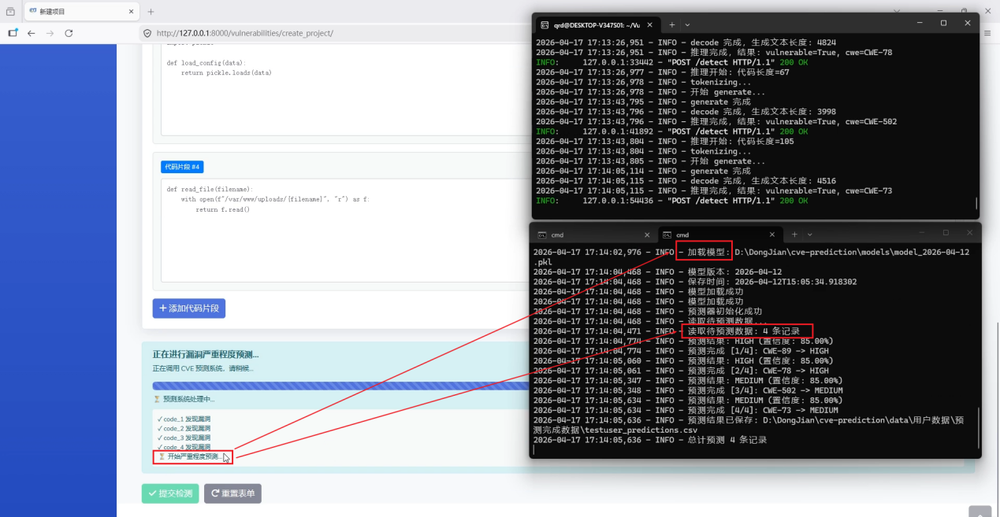 新建项目
http://127.0.0.1:8000/vulnerabilities/create_project/
def load_config(data):
return pickle.loads(data)
代码片段 #4
def read_file(filename):
with open(f"/var/www/uploads/{filename}", "r") as f:
return f.read()
+ 添加代码片段
正在进行漏洞严重程度预测...
正在调用 CVE 预测系统，请稍候...
预测系统处理中...
✓ code_1 发现漏洞
✓ code_2 发现漏洞
✓ code_3 发现漏洞
✓ code_4 发现漏洞
开始严重程度预测...
提交检测
重置表单
qrd@DESKTOP-V347S01: ~/Vu
2026-04-17 17:13:26,951 - INFO - decode 完成, 生成文本长度: 4824
2026-04-17 17:13:26,951 - INFO - 推理完成, 结果: vulnerable=True, cwe=CWE-78
INFO: 127.0.0.1:33442 - "POST /detect HTTP/1.1" 200 OK
2026-04-17 17:13:26,977 - INFO - 推理开始: 代码长度=67
2026-04-17 17:13:26,978 - INFO - tokenizing...
2026-04-17 17:13:26,978 - INFO - 开始 generate...
2026-04-17 17:13:43,795 - INFO - generate 完成
2026-04-17 17:13:43,796 - INFO - decode 完成, 生成文本长度: 3998
2026-04-17 17:13:43,796 - INFO - 推理完成, 结果: vulnerable=True, cwe=CWE-502
INFO: 127.0.0.1:41892 - "POST /detect HTTP/1.1" 200 OK
2026-04-17 17:13:43,804 - INFO - 推理开始: 代码长度=105
2026-04-17 17:13:43,804 - INFO - tokenizing...
2026-04-17 17:13:43,805 - INFO - 开始 generate...
2026-04-17 17:14:05,114 - INFO - generate 完成
2026-04-17 17:14:05,115 - INFO - decode 完成, 生成文本长度: 4516
2026-04-17 17:14:05,115 - INFO - 推理完成, 结果: vulnerable=True, cwe=CWE-73
INFO: 127.0.0.1:54436 - "POST /detect HTTP/1.1" 200 OK
cmd
cmd
2026-04-17 17:14:02,976 - INFO - 加载模型: D:\DongJian\cve-prediction\models\model_2026-04-12
.pkl
2026-04-17 17:14:04,468 - INFO - 模型版本: 2026-04-12
2026-04-17 17:14:04,468 - INFO - 保存时间: 2026-04-12T15:05:34.918302
2026-04-17 17:14:04,468 - INFO - 模型加载成功
2026-04-17 17:14:04,468 - INFO - 模型加载成功
2026-04-17 17:14:04,468 - INFO - 预测器初始化成功
2026-04-17 17:14:04,468 - INFO - 读取待预测数据...
2026-04-17 17:14:04,471 - INFO - 读取待预测数据: 4 条记录
2026-04-17 17:14:04,774 - INFO - 预测结果: HIGH (置信度: 85.00%)
2026-04-17 17:14:04,774 - INFO - 预测完成 [1/4]: CWE-89 -> HIGH
2026-04-17 17:14:05,060 - INFO - 预测结果: HIGH (置信度: 85.00%)
2026-04-17 17:14:05,061 - INFO - 预测完成 [2/4]: CWE-78 -> HIGH
2026-04-17 17:14:05,347 - INFO - 预测结果: MEDIUM (置信度: 85.00%)
2026-04-17 17:14:05,348 - INFO - 预测完成 [3/4]: CWE-502 -> MEDIUM
2026-04-17 17:14:05,634 - INFO - 预测结果: MEDIUM (置信度: 85.00%)
2026-04-17 17:14:05,634 - INFO - 预测完成 [4/4]: CWE-73 -> MEDIUM
2026-04-17 17:14:05,636 - INFO - 预测结果已保存: D:\DongJian\cve-prediction\data\用户数据\预
测完成数据\testuser_predictions.csv
2026-04-17 17:14:05,636 - INFO - 总计预测 4 条记录